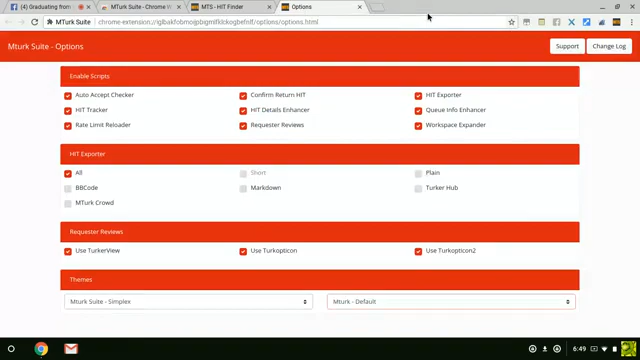 (4) Graduating from
MTurk Suite - Chrome W
MTS - HIT Finder
Options
MTurk Suite
chrome-extension://iglbakfobmoijpbigmlfklckogbefnlf/options/options.html
Mturk Suite - Options
Support
Change Log
Enable Scripts
Auto Accept Checker
Confirm Return HIT
HIT Exporter
HIT Tracker
HIT Details Enhancer
Queue Info Enhancer
Rate Limit Reloader
Requester Reviews
Workspace Expander
HIT Exporter
All
Short
Plain
BBCode
Markdown
Turker Hub
MTurk Crowd
Requester Reviews
Use TurkerView
Use Turkopticon
Use Turkopticon2
Themes
Mturk Suite - Simplex
Mturk - Default
6:49